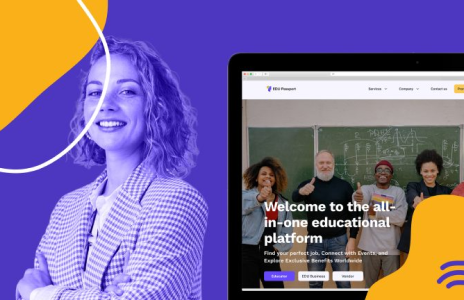 EDU Passport
Services Company Contact us
Welcome to the all-
in-one educational
platform
Find your perfect job, Connect with Events, and
Explore Exclusive Benefits Worldwide
Educator EDU Business Vendor